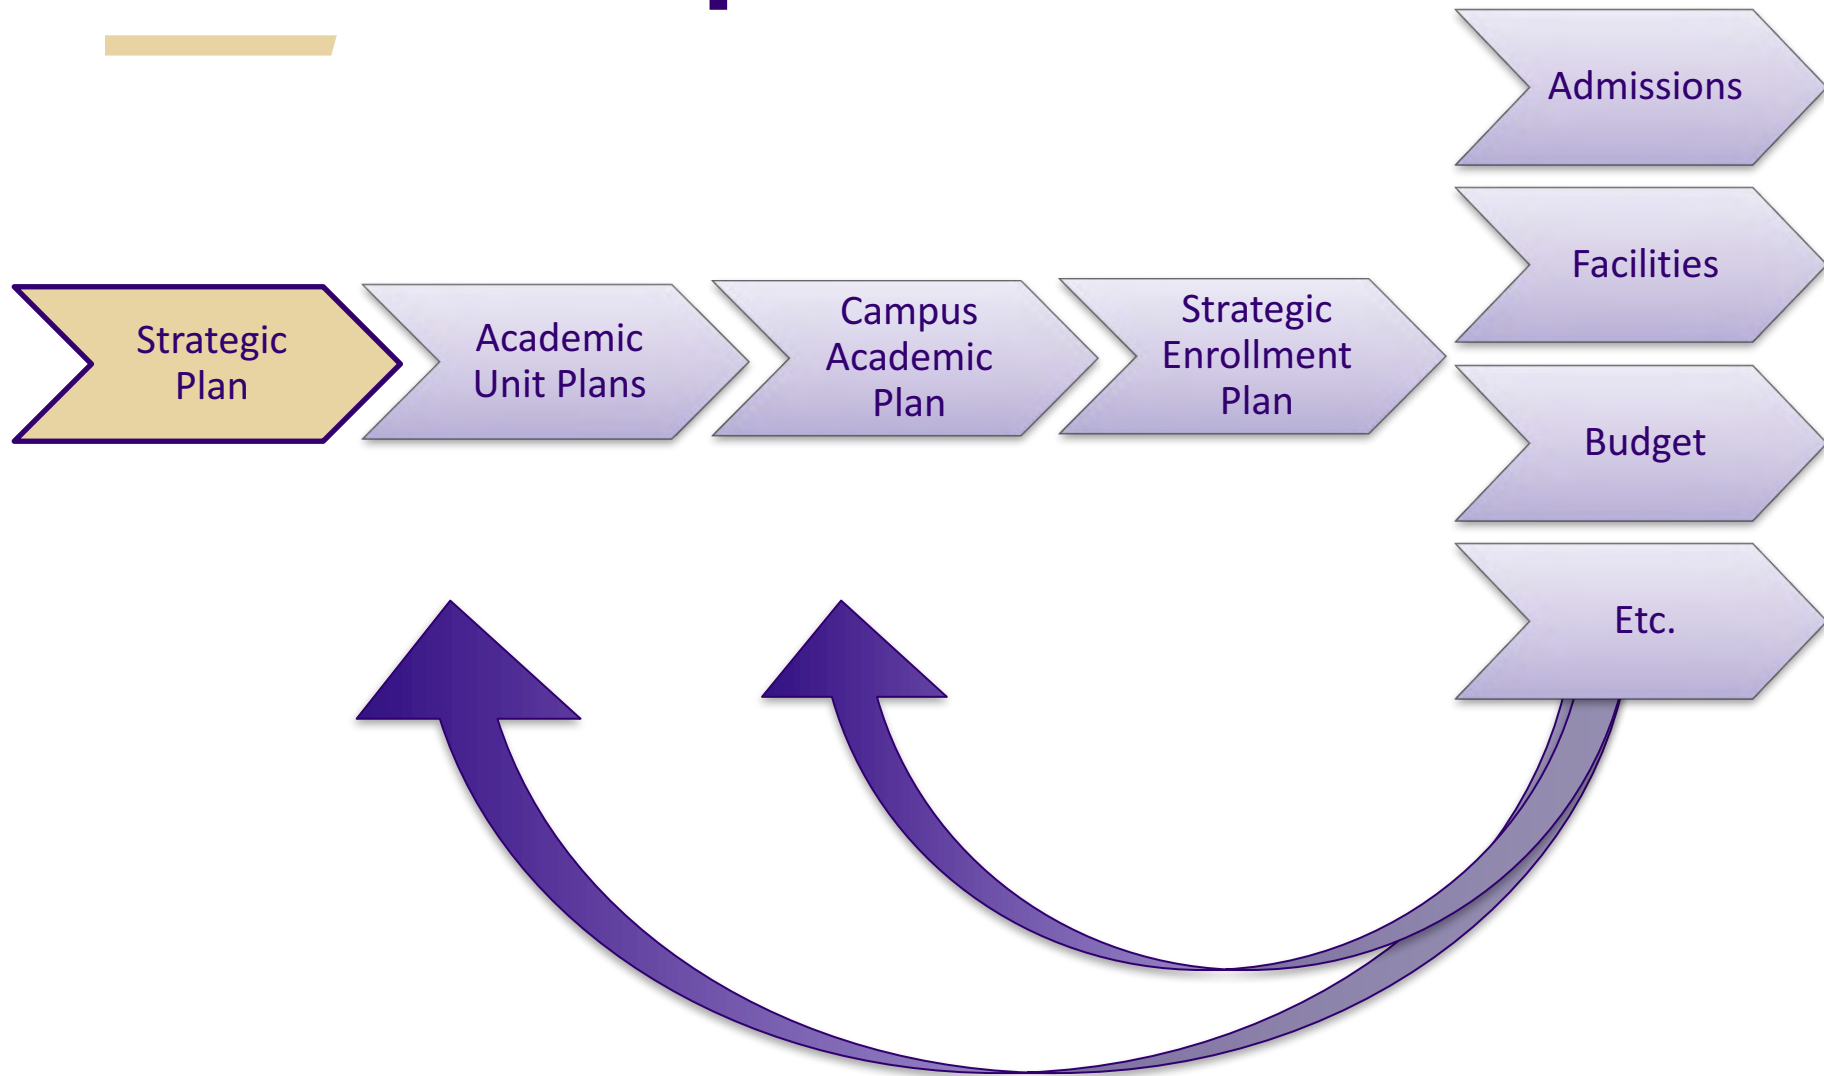 Strategic
Plan
Academic
Unit Plans
Campus
Academic
Plan
Strategic
Enrollment
Plan
Admissions
Facilities
Budget
Etc.